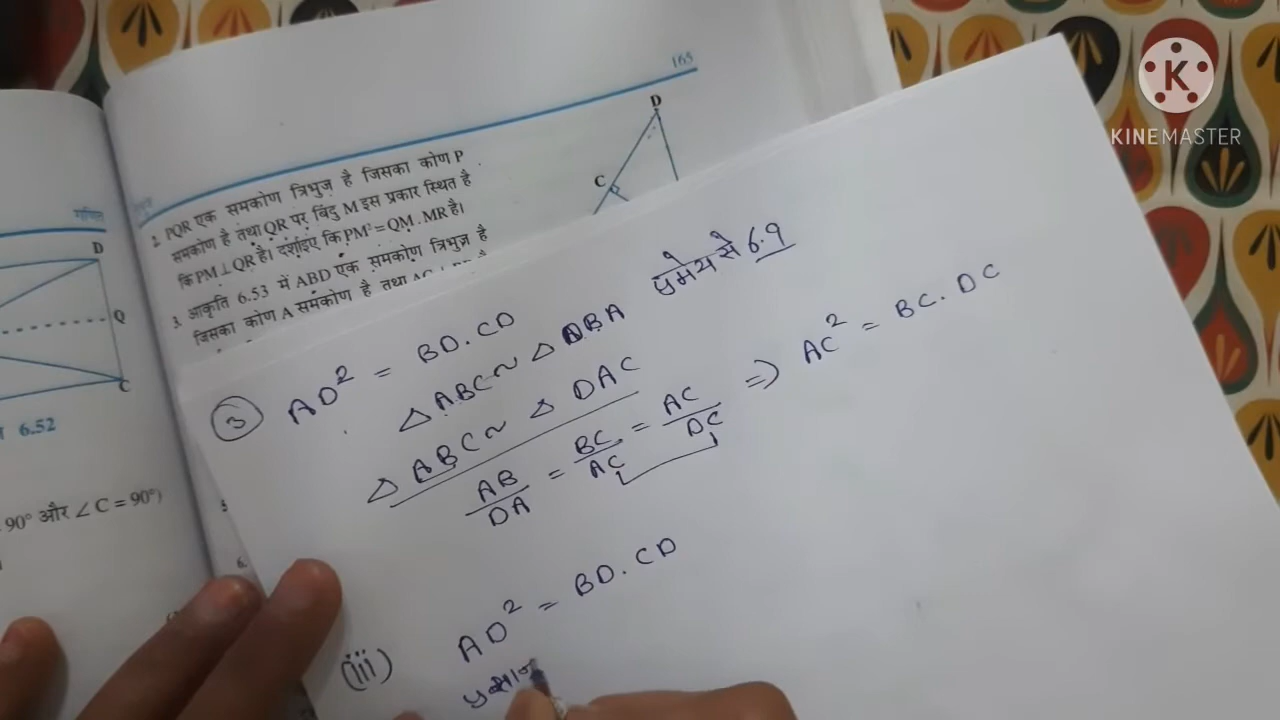 165
D
C
2. PQR एक समकोण त्रिभुज है जिसका कोण P
समकोण है तथा QR पर बिंदु M इस प्रकार स्थित है
कि PM ⊥ QR है। दर्शाइए कि PM² = QM . MR है।
3. आकृति 6.53 में ABD एक समकोण त्रिभुज है
जिसका कोण A समकोण है तथा
गणित
D
Q
C
6.52
90° और ∠C = 90°)
5
6.
3 AD² = BD.CD
△ABC ~ △DBA प्रमेय से 6.9
△ABC ~ △DAC
AB/DA = BC/AC = AC/DC ⇒ AC² = BC.DC
(iii) AD² = BD.CD
KINEMASTER